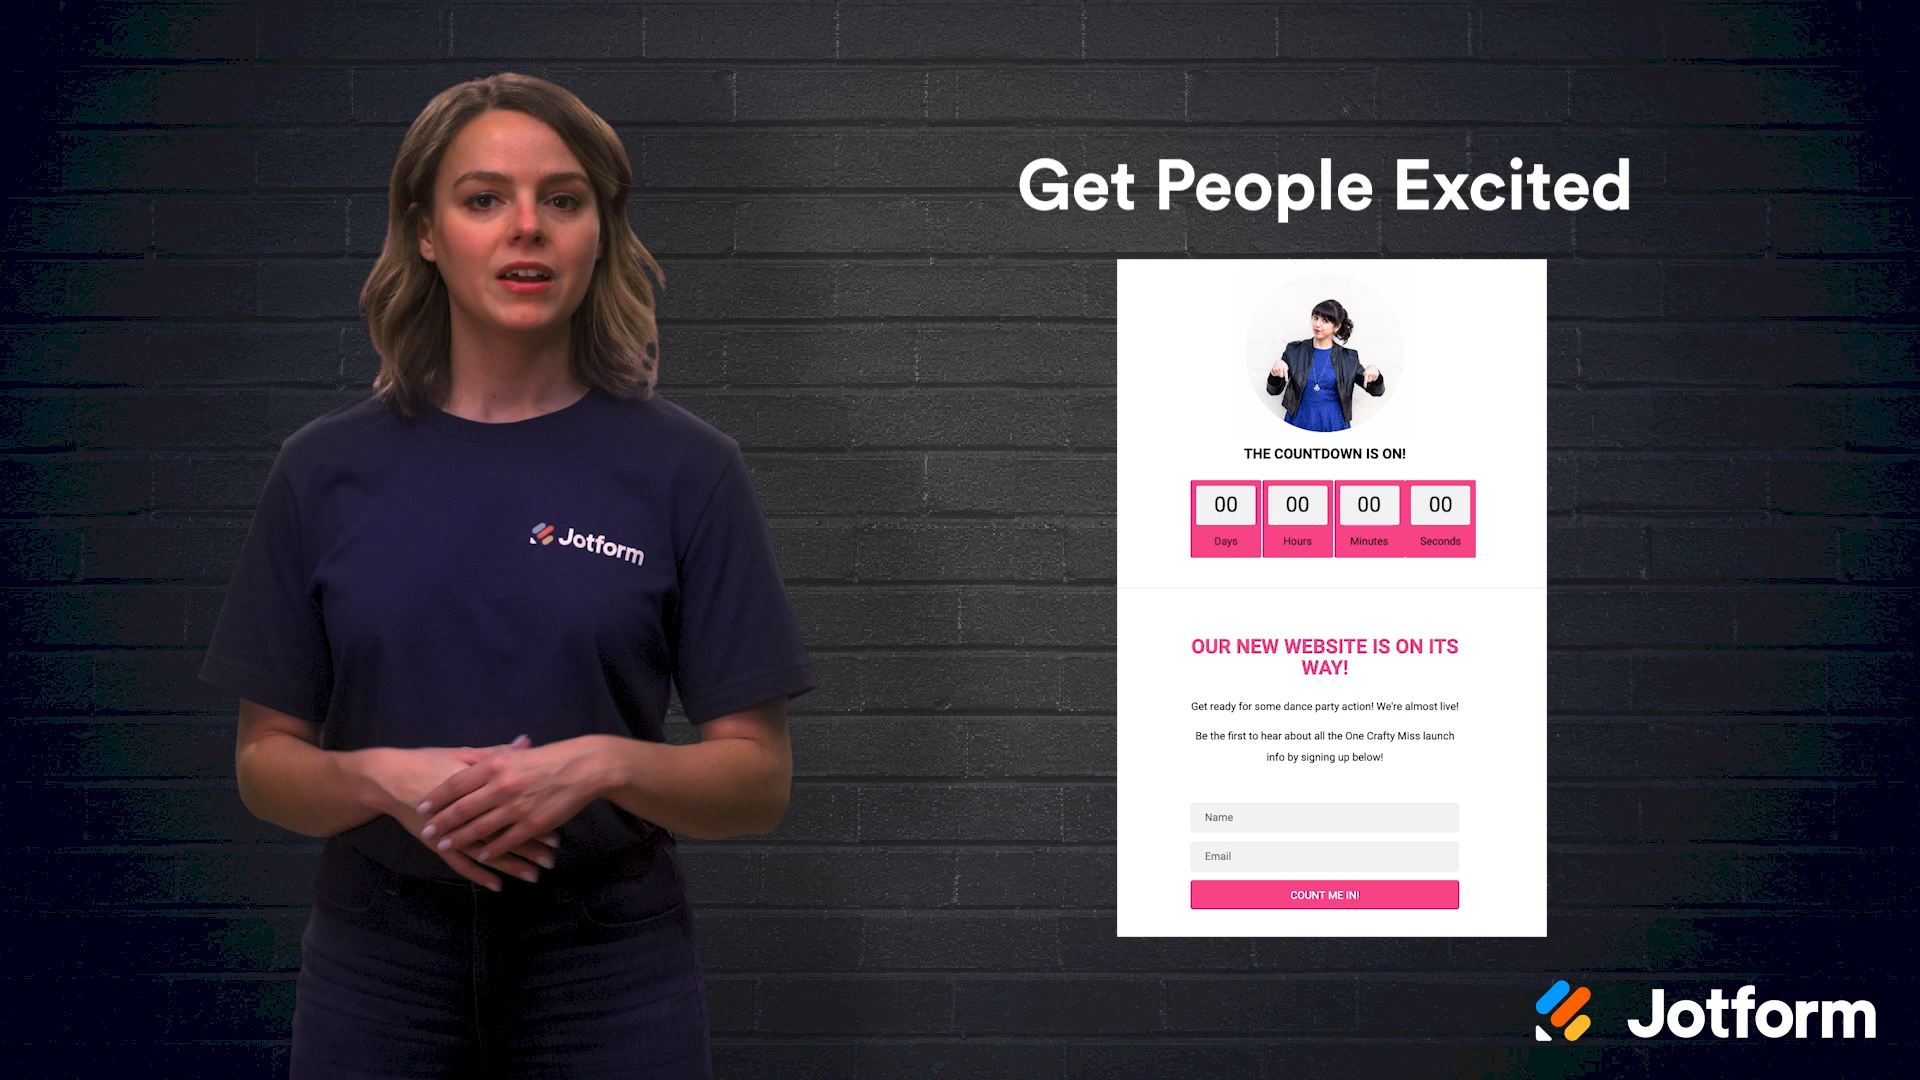 Get People Excited
THE COUNTDOWN IS ON!
00 00 00 00
Days Hours Minutes Seconds
OUR NEW WEBSITE IS ON ITS
WAY!
Get ready for some dance party action! We're almost live!
Be the first to hear about all the One Crafty Miss launch
info by signing up below!
Name
Email
COUNT ME IN!
Jotform
Jotform